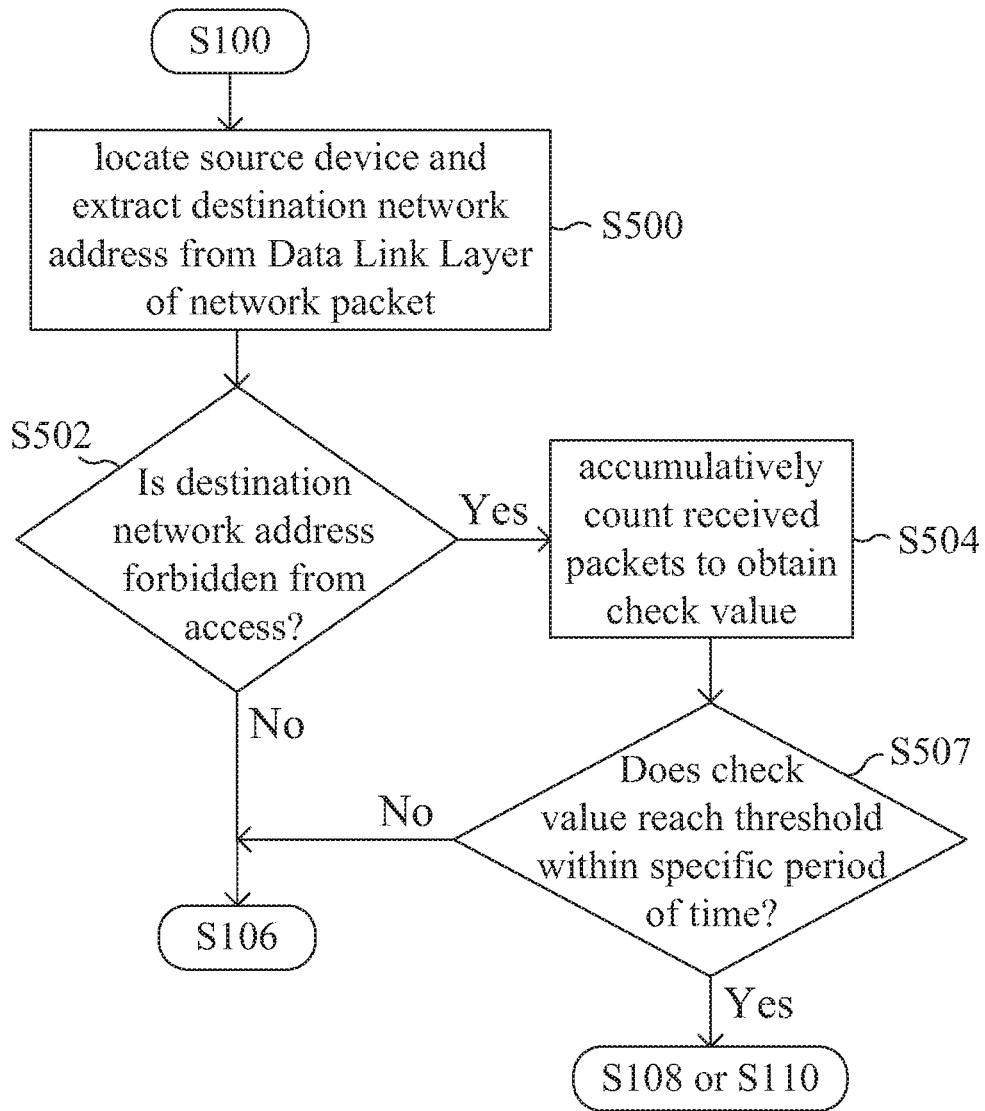 S100
locate source device and
extract destination network
address from Data Link Layer
of network packet
S500
S502
Is destination
network address
forbidden from
access?
Yes
accumulatively
count received
packets to obtain
check value
S504
No
S507
Does check
value reach threshold
within specific period
of time?
No
S106
Yes
S108 or S110